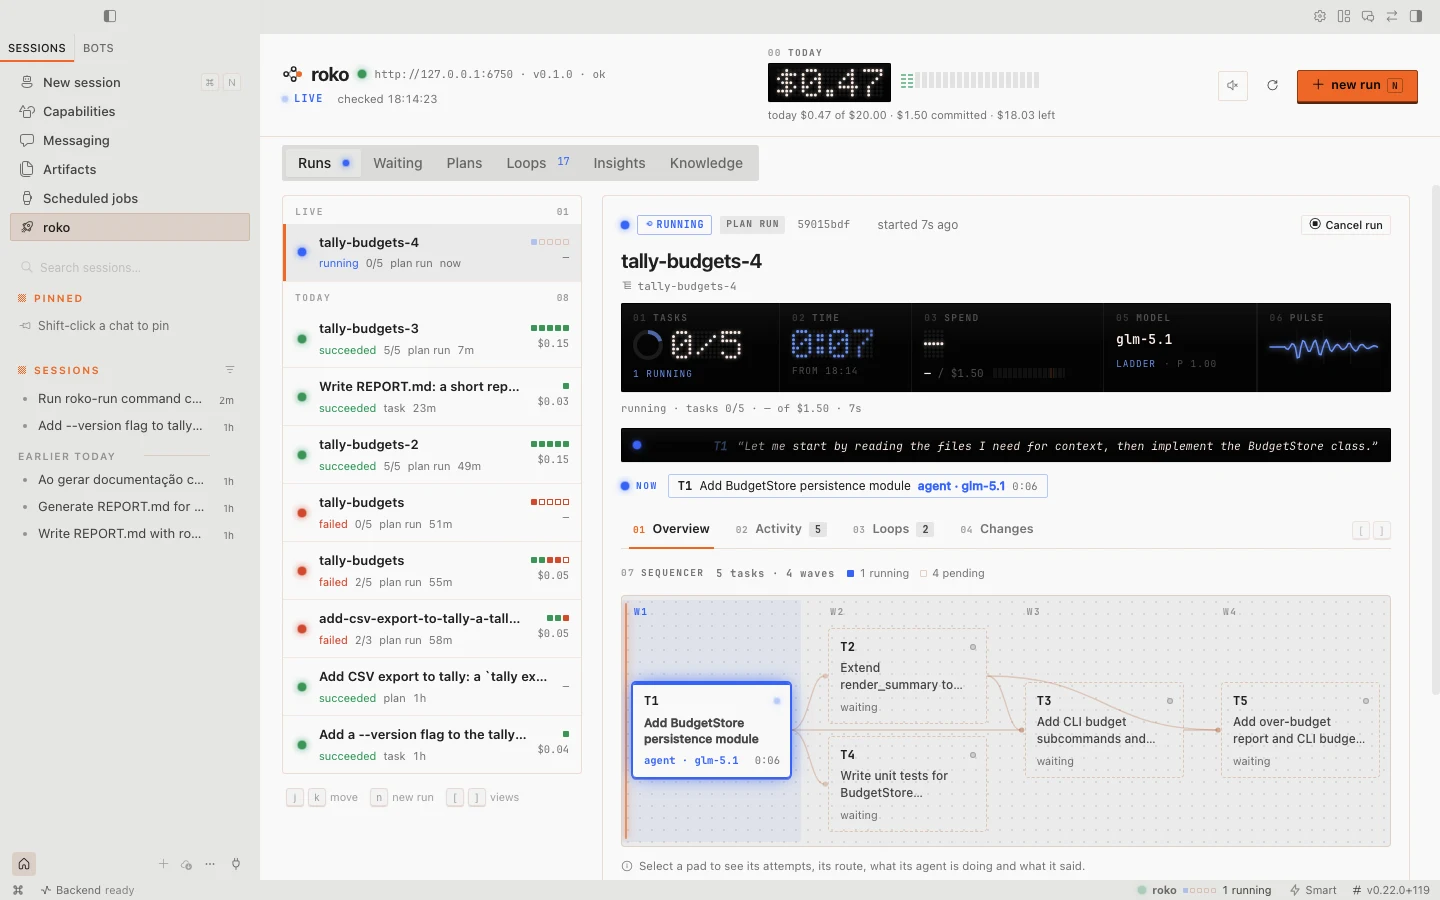 SESSIONS BOTS
New session ⌘ N
Capabilities
Messaging
Artifacts
Scheduled jobs
roko
Search sessions...
PINNED
Shift-click a chat to pin
SESSIONS
Run roko-run command c... 2m
Add --version flag to tally... 1h
EARLIER TODAY
Ao gerar documentação c... 1h
Generate REPORT.md for ... 1h
Write REPORT.md with ro... 1h
⌘ Backend ready
roko http://127.0.0.1:6750 · v0.1.0 · ok
LIVE checked 18:14:23
00 TODAY
$0.47
today $0.47 of $20.00 · $1.50 committed · $18.03 left
+ new run N
Runs Waiting Plans Loops 17 Insights Knowledge
LIVE 01
tally-budgets-4
running 0/5 plan run now —
TODAY 08
tally-budgets-3
succeeded 5/5 plan run 7m $0.15
Write REPORT.md: a short rep...
succeeded task 23m $0.03
tally-budgets-2
succeeded 5/5 plan run 49m $0.15
tally-budgets
failed 0/5 plan run 51m —
tally-budgets
failed 2/5 plan run 55m $0.05
add-csv-export-to-tally-a-tall...
failed 2/3 plan run 58m $0.05
Add CSV export to tally: a `tally ex...
succeeded plan 1h —
Add a --version flag to the tally...
succeeded task 1h $0.04
j k move n new run [ ] views
RUNNING PLAN RUN 59015bdf started 7s ago Cancel run
tally-budgets-4
tally-budgets-4
01 TASKS 02 TIME 03 SPEND 05 MODEL 06 PULSE
0/5 0:07 — glm-5.1
1 RUNNING FROM 18:14 — / $1.50 LADDER · P 1.00
running · tasks 0/5 · — of $1.50 · 7s
T1 “Let me start by reading the files I need for context, then implement the BudgetStore class.”
NOW T1 Add BudgetStore persistence module agent · glm-5.1 0:06
01 Overview 02 Activity 5 03 Loops 2 04 Changes [ ]
07 SEQUENCER 5 tasks · 4 waves 1 running 4 pending
W1 W2 W3 W4
T1
Add BudgetStore
persistence module
agent · glm-5.1 0:06
T2
Extend
render_summary to...
waiting
T4
Write unit tests for
BudgetStore...
waiting
T3
Add CLI budget
subcommands and...
waiting
T5
Add over-budget
report and CLI budge...
waiting
Select a pad to see its attempts, its route, what its agent is doing and what it said.
roko 1 running Smart # v0.22.0+119